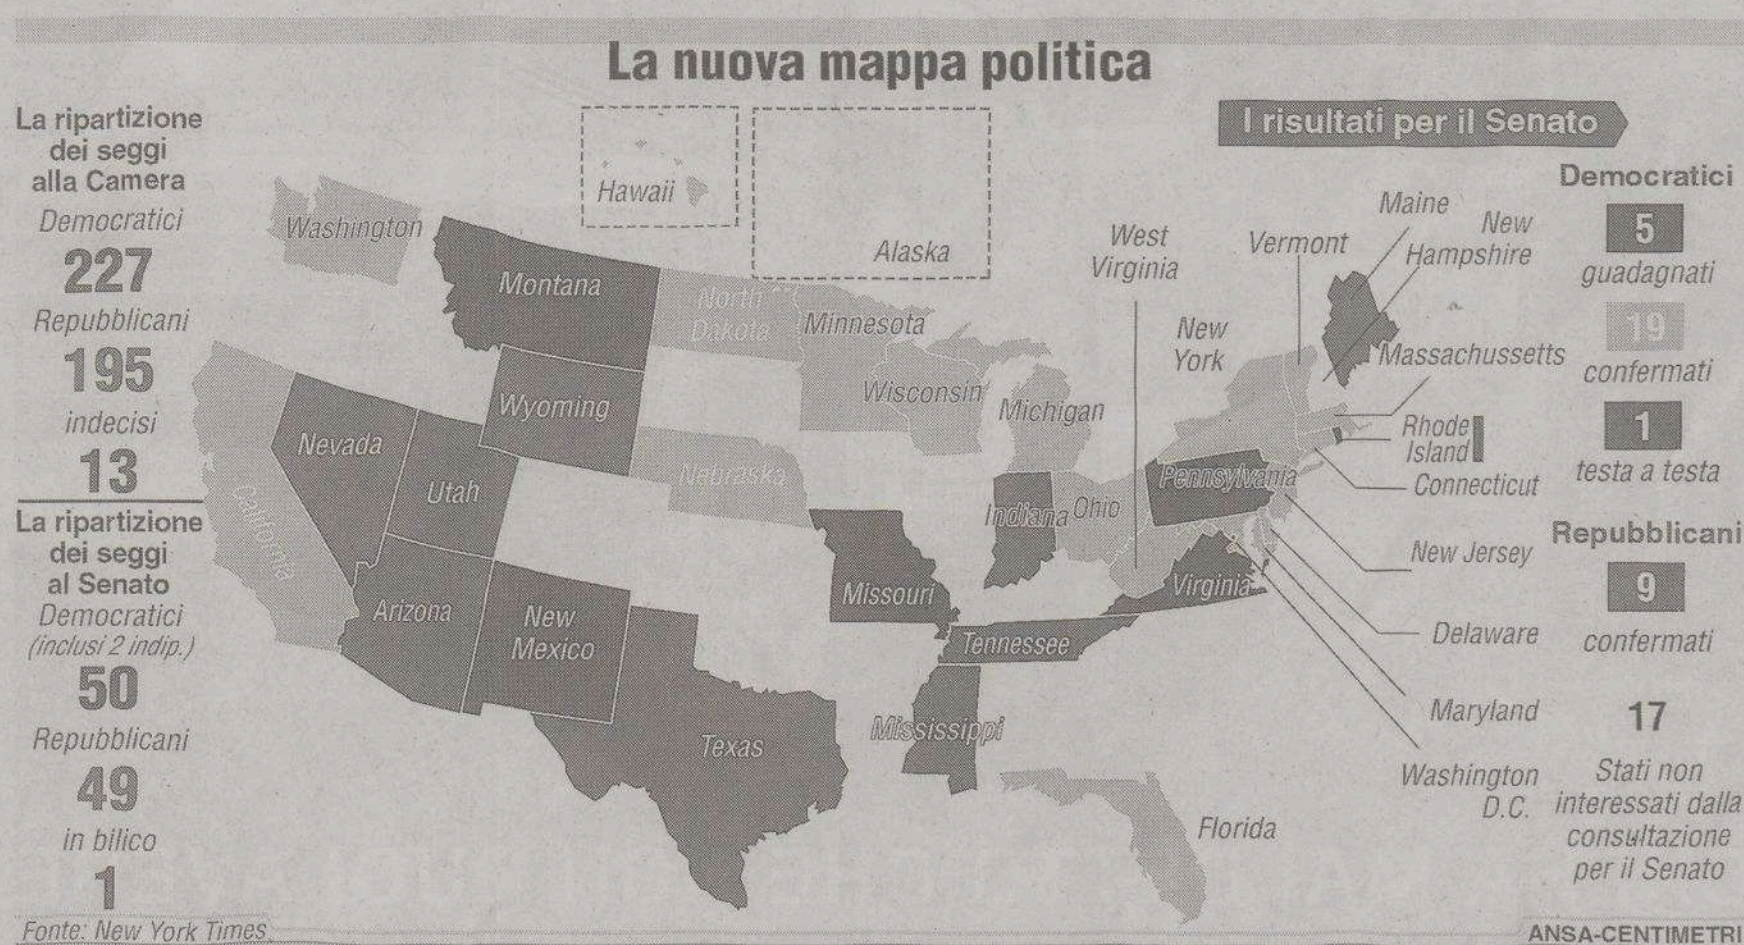 La nuova mappa politica
La ripartizione
dei seggi
alla Camera
Democratici
227
Repubblicani
195
indecisi
13
La ripartizione
dei seggi
al Senato
Democratici
(inclusi 2 indip.)
50
Repubblicani
49
in bilico
1
Fonte: New York Times
Hawaii
Alaska
Washington
Montana
North
Dakota
Minnesota
Wyoming
Wisconsin
Michigan
Nevada
Utah
Nebraska
California
Indiana
Ohio
Pennsylvania
Arizona
New
Mexico
Missouri
Virginia
Tennessee
Texas
Mississippi
Florida
West
Virginia
New
York
Vermont
Maine
New
Hampshire
Massachussetts
Rhode
Island
Connecticut
New Jersey
Delaware
Maryland
Washington
D.C.
I risultati per il Senato
Democratici
5
guadagnati
19
confermati
1
testa a testa
Repubblicani
9
confermati
17
Stati non
interessati dalla
consultazione
per il Senato
ANSA-CENTIMETRI